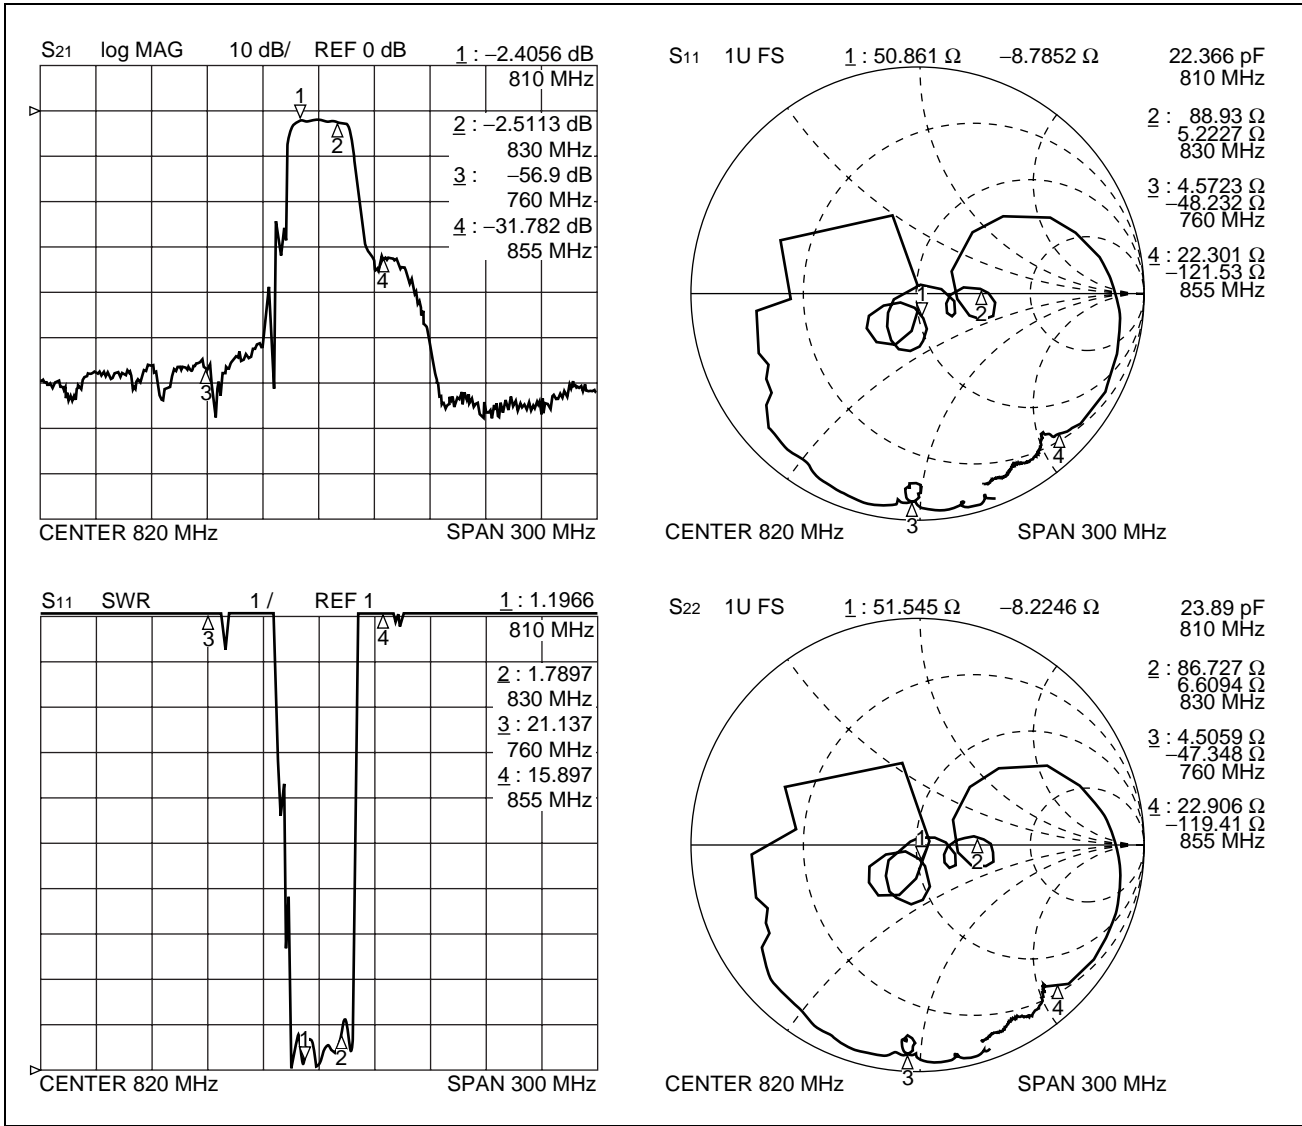 S21 log MAG 10 dB/ REF 0 dB 1 : −2.4056 dB
810 MHz
1
2 : −2.5113 dB
2
830 MHz
3 : −56.9 dB
760 MHz
4 : −31.782 dB
855 MHz
4
3
CENTER 820 MHz SPAN 300 MHz
S11 1U FS 1 : 50.861 Ω −8.7852 Ω 22.366 pF
810 MHz
2 : 88.93 Ω
5.2227 Ω
830 MHz
3 : 4.5723 Ω
−48.232 Ω
760 MHz
4 : 22.301 Ω
−121.53 Ω
855 MHz
1
2
4
3
CENTER 820 MHz SPAN 300 MHz
S11 SWR 1 / REF 1 1 : 1.1966
810 MHz
3
4
2 : 1.7897
830 MHz
3 : 21.137
760 MHz
4 : 15.897
855 MHz
1
2
CENTER 820 MHz SPAN 300 MHz
S22 1U FS 1 : 51.545 Ω −8.2246 Ω 23.89 pF
810 MHz
2 : 86.727 Ω
6.6094 Ω
830 MHz
3 : 4.5059 Ω
−47.348 Ω
760 MHz
4 : 22.906 Ω
−119.41 Ω
855 MHz
1
2
4
3
CENTER 820 MHz SPAN 300 MHz